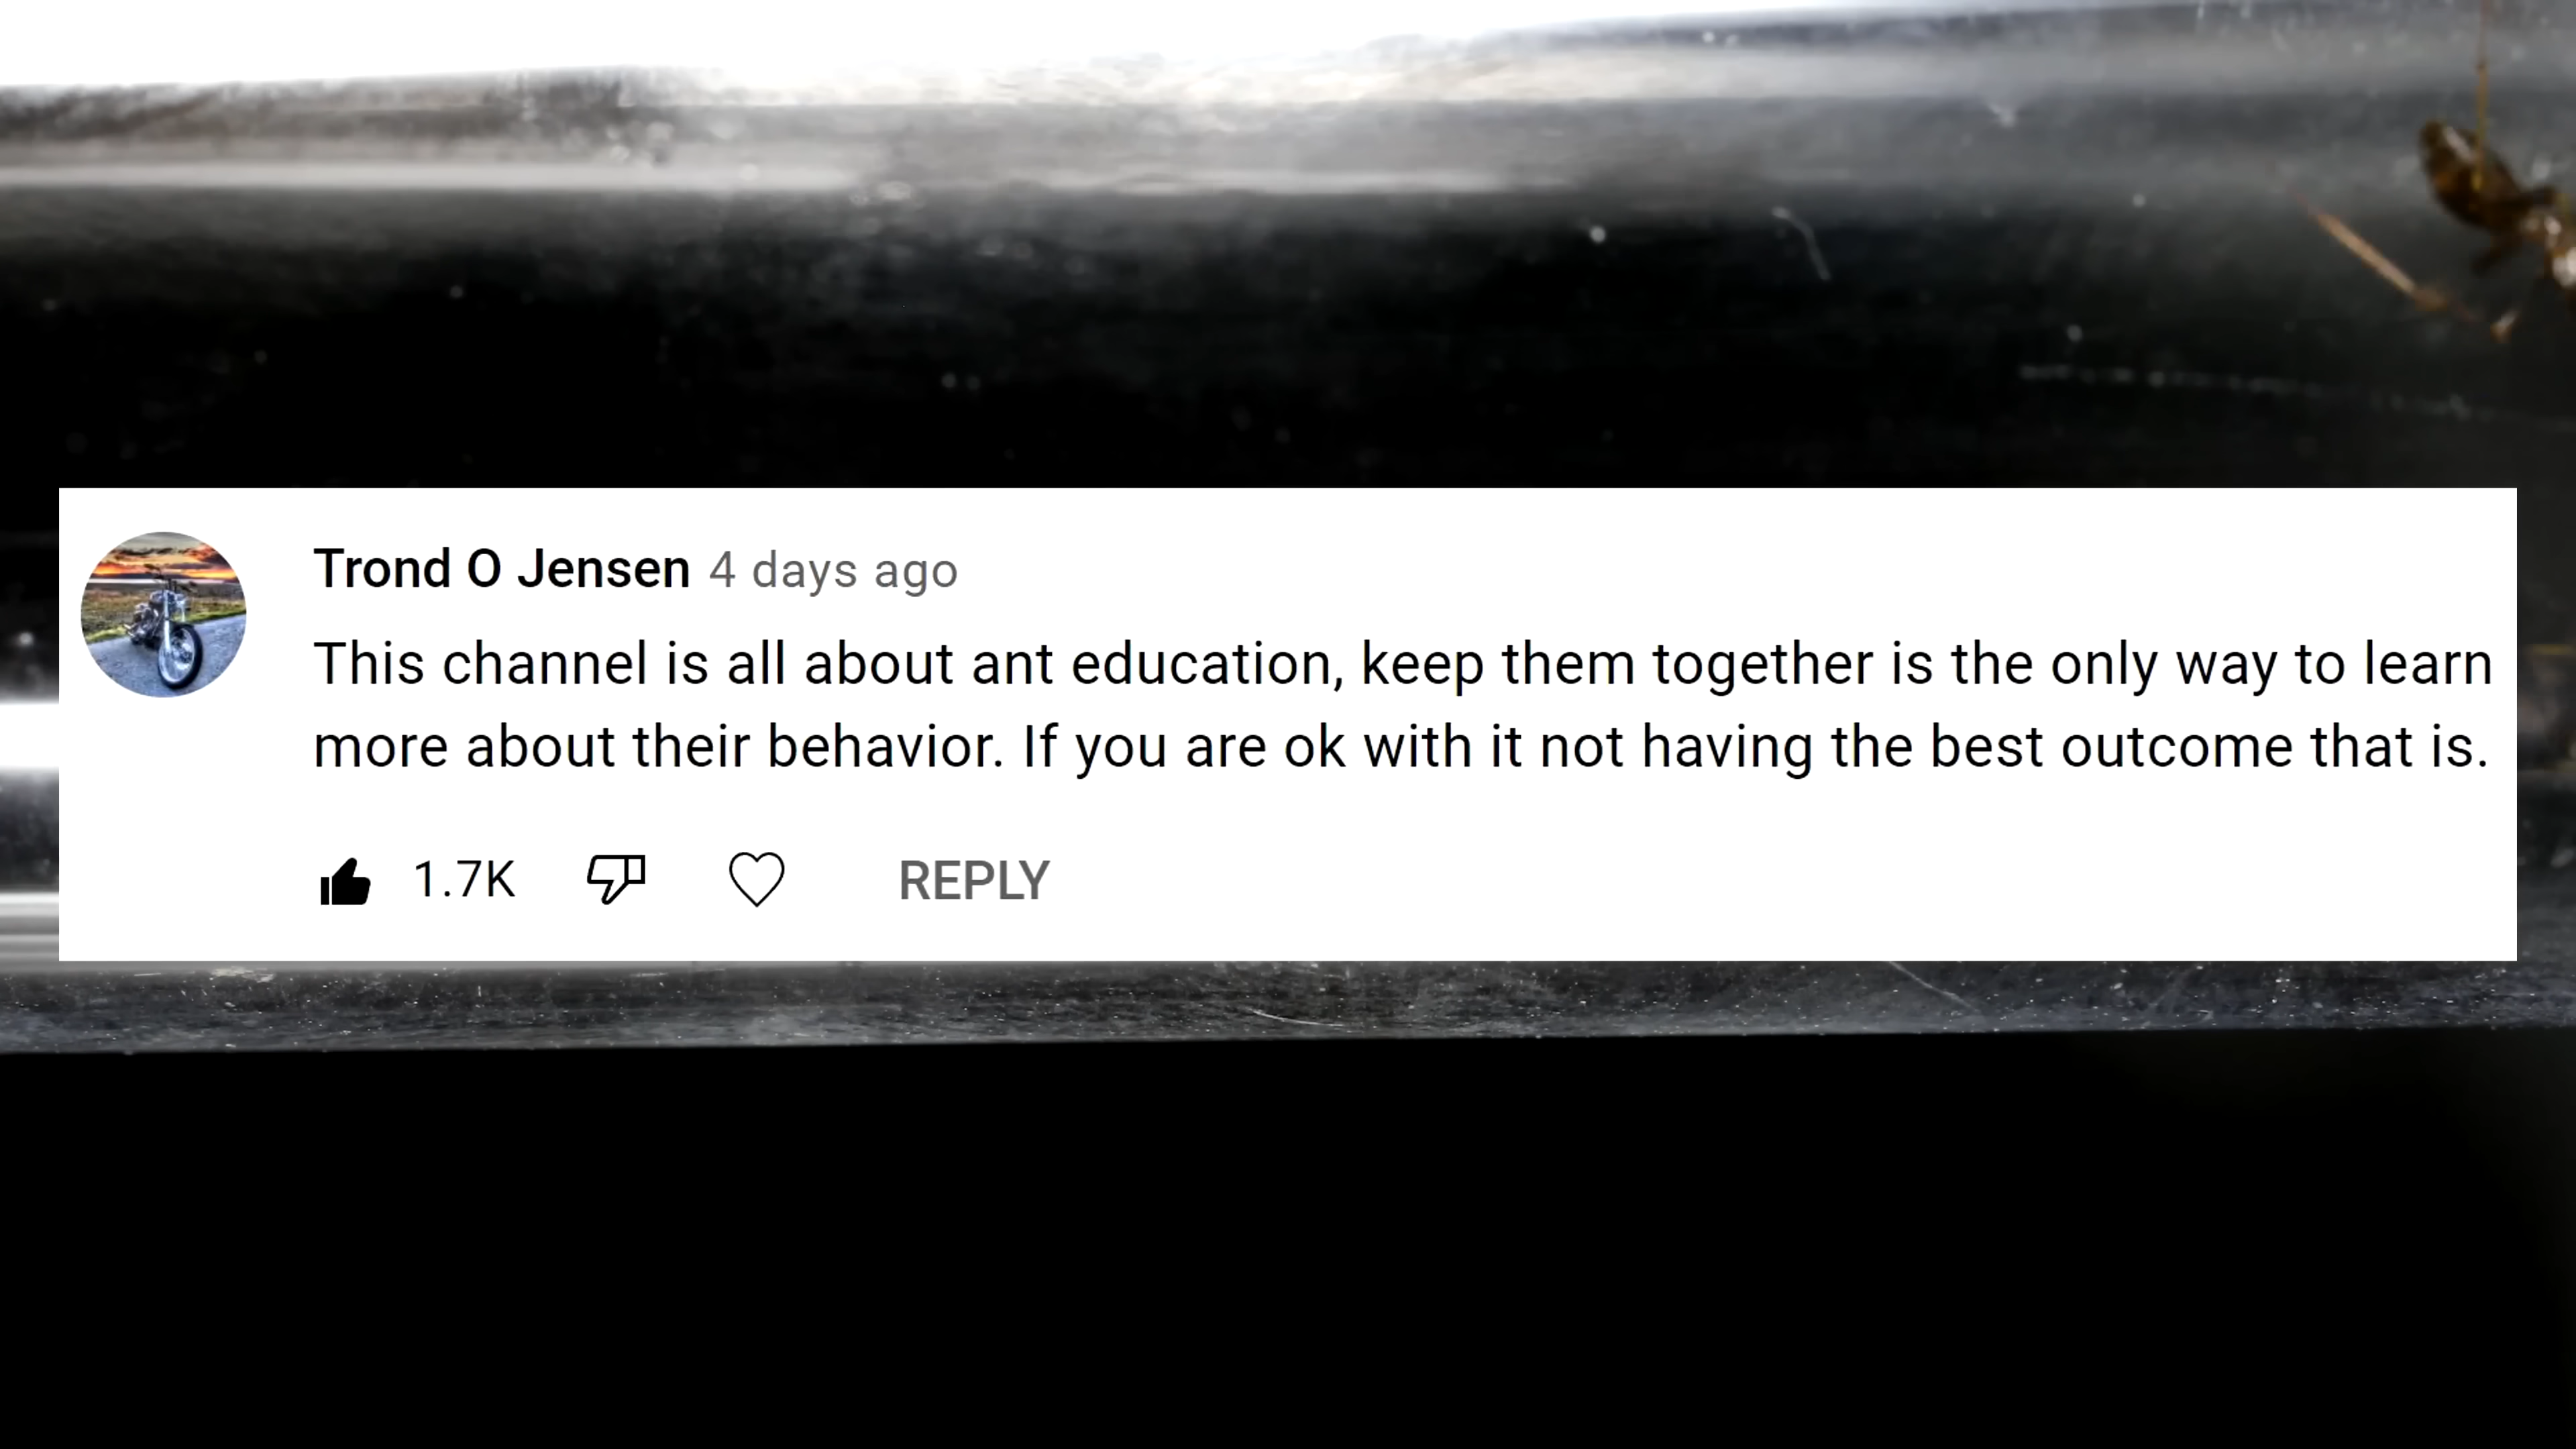 Trond O Jensen 4 days ago
This channel is all about ant education, keep them together is the only way to learn
more about their behavior. If you are ok with it not having the best outcome that is.
1.7K REPLY